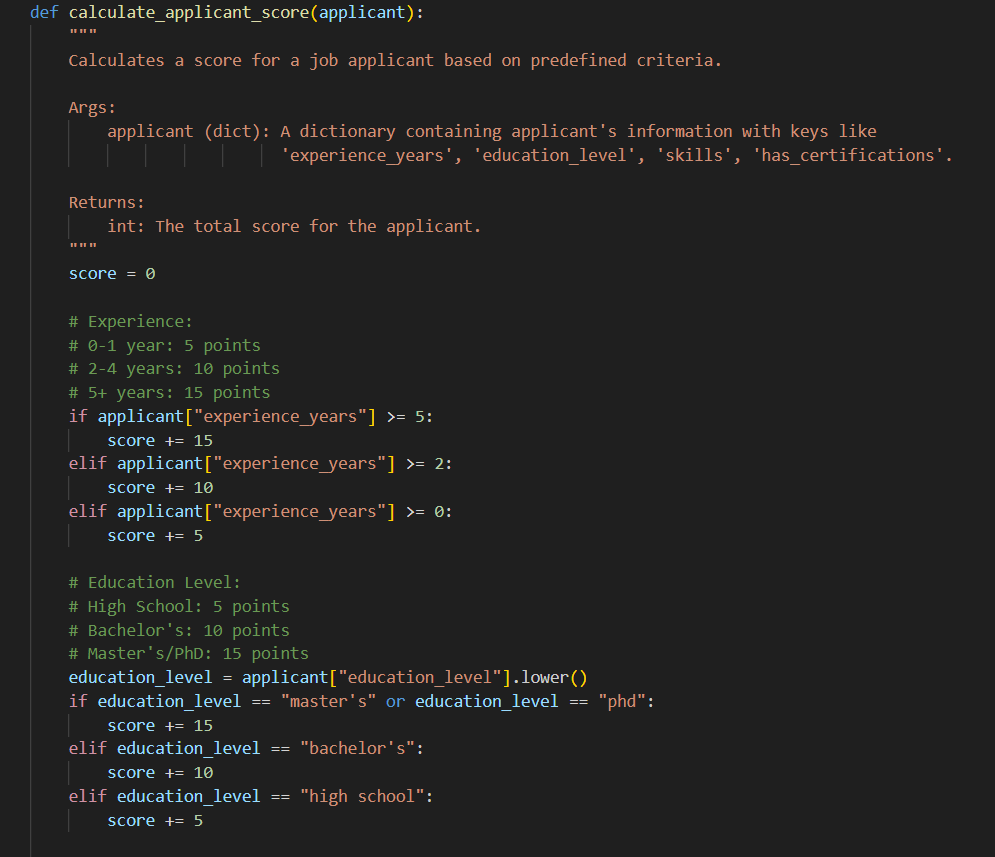 def calculate_applicant_score(applicant):
    """
    Calculates a score for a job applicant based on predefined criteria.

    Args:
        applicant (dict): A dictionary containing applicant's information with keys like
                          'experience_years', 'education_level', 'skills', 'has_certifications'.

    Returns:
        int: The total score for the applicant.
    """
    score = 0

    # Experience:
    # 0-1 year: 5 points
    # 2-4 years: 10 points
    # 5+ years: 15 points
    if applicant["experience_years"] >= 5:
        score += 15
    elif applicant["experience_years"] >= 2:
        score += 10
    elif applicant["experience_years"] >= 0:
        score += 5

    # Education Level:
    # High School: 5 points
    # Bachelor's: 10 points
    # Master's/PhD: 15 points
    education_level = applicant["education_level"].lower()
    if education_level == "master's" or education_level == "phd":
        score += 15
    elif education_level == "bachelor's":
        score += 10
    elif education_level == "high school":
        score += 5